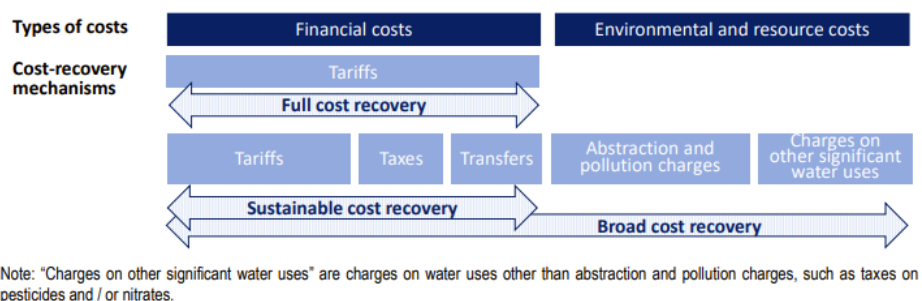 Types of costs
Financial costs
Environmental and resource costs
Cost-recovery
mechanisms
Tariffs
Full cost recovery
Tariffs
Taxes
Transfers
Abstraction and
pollution charges
Charges on
other significant
water uses
Sustainable cost recovery
Broad cost recovery
Note: “Charges on other significant water uses” are charges on water uses other than abstraction and pollution charges, such as taxes on
pesticides and / or nitrates.